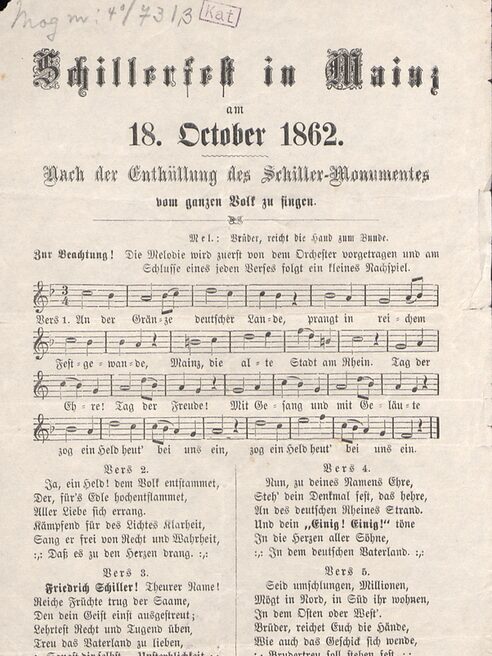 Mog m: 4°/731/3 Kat
Schillerfest in Mainz
am
18. October 1862.
Nach der Enthüllung des Schiller-Monumentes
vom ganzen Volk zu singen.
Mel.: Brüder, reicht die Hand zum Bunde.
Zur Beachtung! Die Melodie wird zuerst von dem Orchester vorgetragen und am
Schlusse eines jeden Verses folgt ein kleines Nachspiel.
Vers 1. An der Grän-ze deutscher Lan-de, prangt in rei-chem
Fest-ge-wan-de, Mainz, die al-te Stadt am Rhein. Tag der
Eh-re! Tag der Freude! Mit Ge-sang und mit Ge-läu-te
zog ein Held heut' bei uns ein, zog ein Held heut' bei uns ein.
Vers 2.
Ja, ein Held! dem Volk entstammet,
Der, für's Edle hochentflammet,
Aller Liebe sich errang.
Kämpfend für des Lichtes Klarheit,
Sang er frei von Recht und Wahrheit,
:,: Daß es zu den Herzen drang. :,:
Vers 3.
Friedrich Schiller! Theurer Name!
Reiche Früchte trug der Saame,
Den dein Geist einst ausgestreut;
Lehrtest Recht und Tugend üben,
Treu das Vaterland zu lieben,
Vers 4.
Nun, zu deines Namens Ehre,
Steh' dein Denkmal fest, das hehre,
An des deutschen Rheines Strand.
Und dein „Einig! Einig!" töne
In die Herzen aller Söhne,
:,: In dem deutschen Vaterland. :,:
Vers 5.
Seid umschlungen, Millionen,
Mögt in Nord, in Süd ihr wohnen,
In dem Osten oder West'.
Brüder, reichet Euch die Hände,
Wie auch das Geschick sich wende,
:,: Brudertreu soll stehen fest :,: